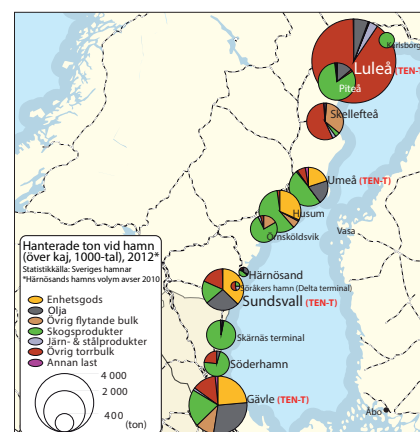 Karlsborg
Luleå (TEN-T)
Piteå
Skellefteå
Umeå (TEN-T)
Husum
Örnsköldsvik
Vasa
Härnösand
Söråkers hamn (Delta terminal)
Sundsvall (TEN-T)
Skärnäs terminal
Söderhamn
Gävle (TEN-T)
Åbo
Hanterade ton vid hamn
(över kaj, 1000-tal), 2012*
Statistikkälla: Sveriges hamnar
*Härnösands hamns volym avser 2010
Enhetsgods
Olja
Övrig flytande bulk
Skogsprodukter
Järn- & stålprodukter
Övrig torrbulk
Annan last
4 000
2 000
400
(ton)